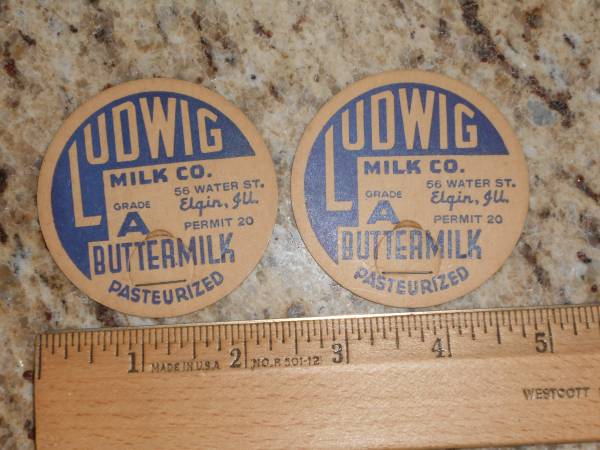 LUDWIG
MILK CO.
56 WATER ST.
GRADE
Elgin, Ill.
A
PERMIT 20
BUTTERMILK
PASTEURIZED
LUDWIG
MILK CO.
56 WATER ST.
GRADE
Elgin, Ill.
A
PERMIT 20
BUTTERMILK
PASTEURIZED
1 MADE IN U.S.A 2 NO.R 501-12 3 4 5
WESTCOTT